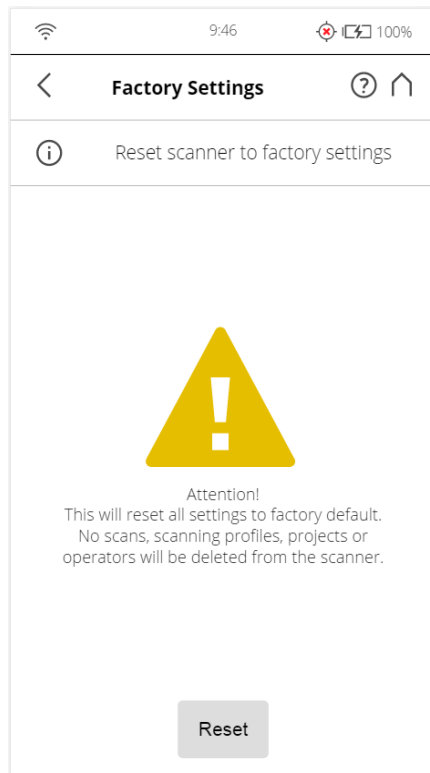 9:46
100%
Factory Settings
Reset scanner to factory settings
Attention!
This will reset all settings to factory default.
No scans, scanning profiles, projects or
operators will be deleted from the scanner.
Reset